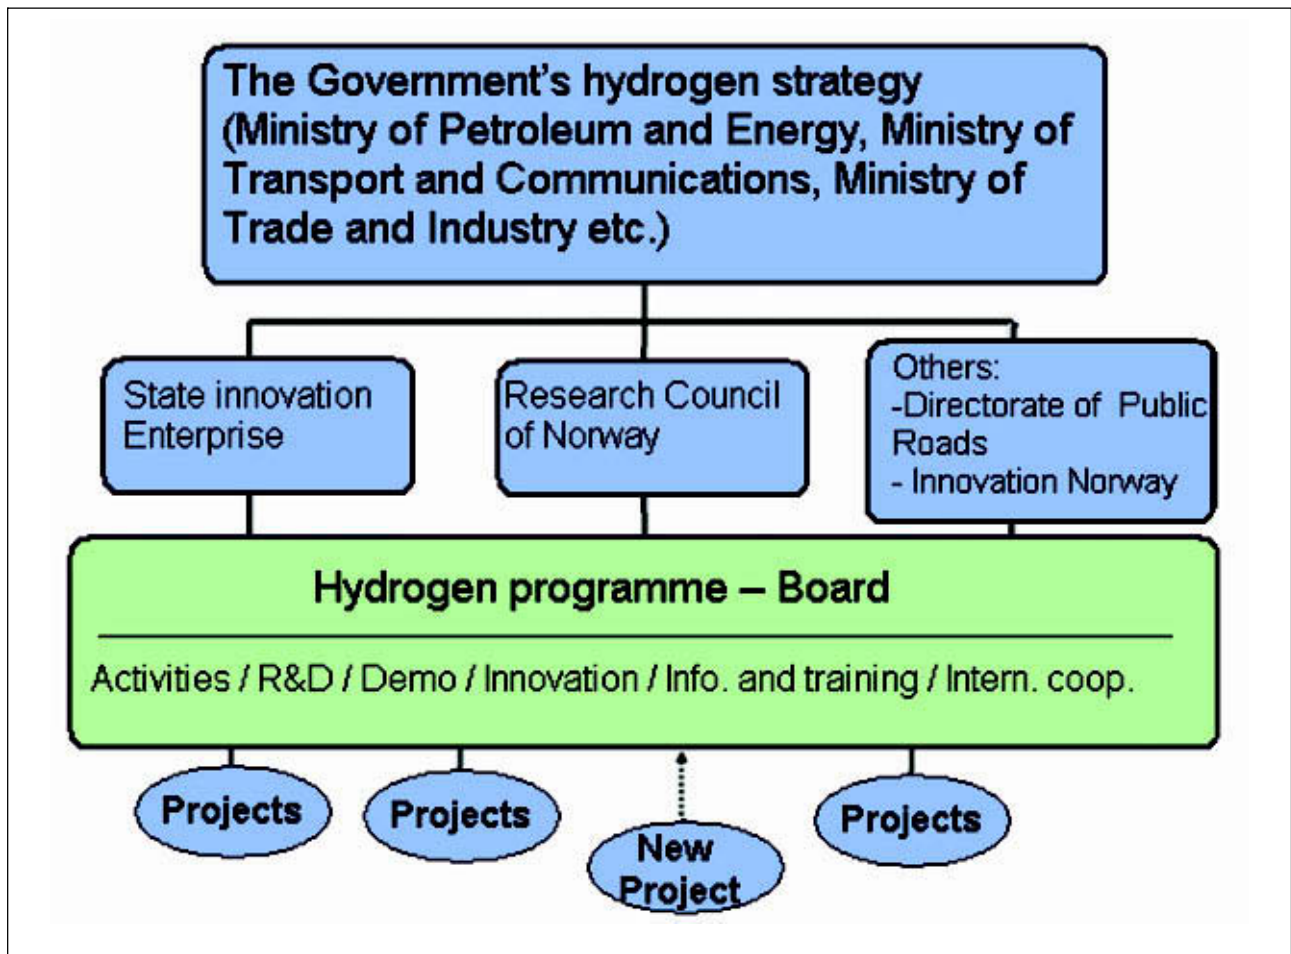 The Government's hydrogen strategy
(Ministry of Petroleum and Energy, Ministry of
Transport and Communications, Ministry of
Trade and Industry etc.)
State innovation
Enterprise
Research Council
of Norway
Others:
-Directorate of Public
Roads
- Innovation Norway
Hydrogen programme – Board
Activities / R&D / Demo / Innovation / Info. and training / Intern. coop.
Projects
Projects
New
Project
Projects